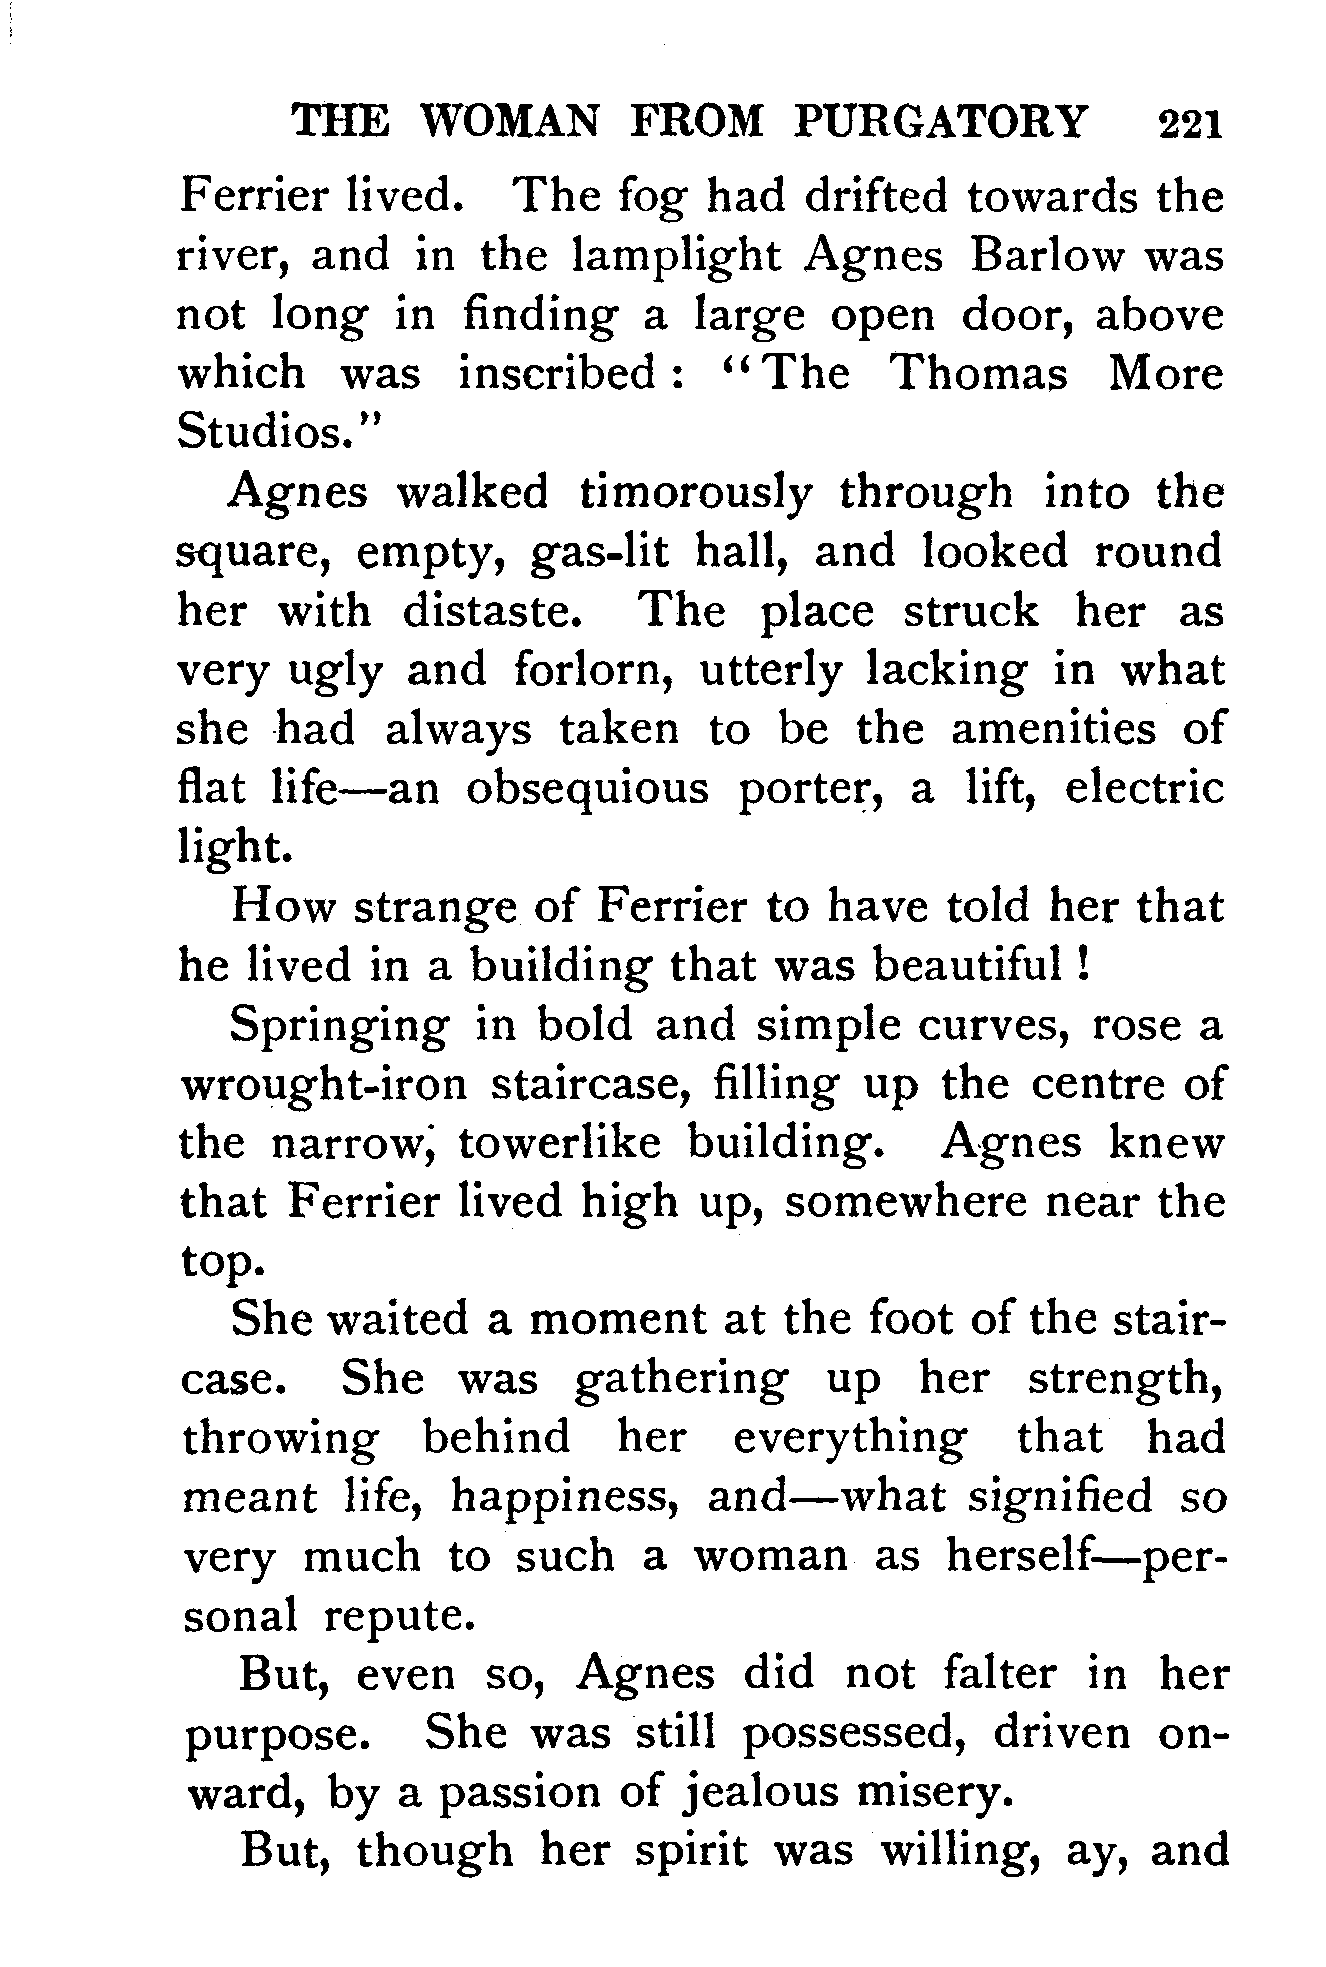 THE WOMAN FROM PURGATORY 221
Ferrier lived. The fog had drifted towards the
river, and in the lamplight Agnes Barlow was
not long in finding a large open door, above
which was inscribed : “The Thomas More
Studios.”
Agnes walked timorously through into the
square, empty, gas-lit hall, and looked round
her with distaste. The place struck her as
very ugly and forlorn, utterly lacking in what
she had always taken to be the amenities of
flat life—an obsequious porter, a lift, electric
light.
How strange of Ferrier to have told her that
he lived in a building that was beautiful !
Springing in bold and simple curves, rose a
wrought-iron staircase, filling up the centre of
the narrow, towerlike building. Agnes knew
that Ferrier lived high up, somewhere near the
top.
She waited a moment at the foot of the stair-
case. She was gathering up her strength,
throwing behind her everything that had
meant life, happiness, and—what signified so
very much to such a woman as herself—per-
sonal repute.
But, even so, Agnes did not falter in her
purpose. She was still possessed, driven on-
ward, by a passion of jealous misery.
But, though her spirit was willing, ay, and